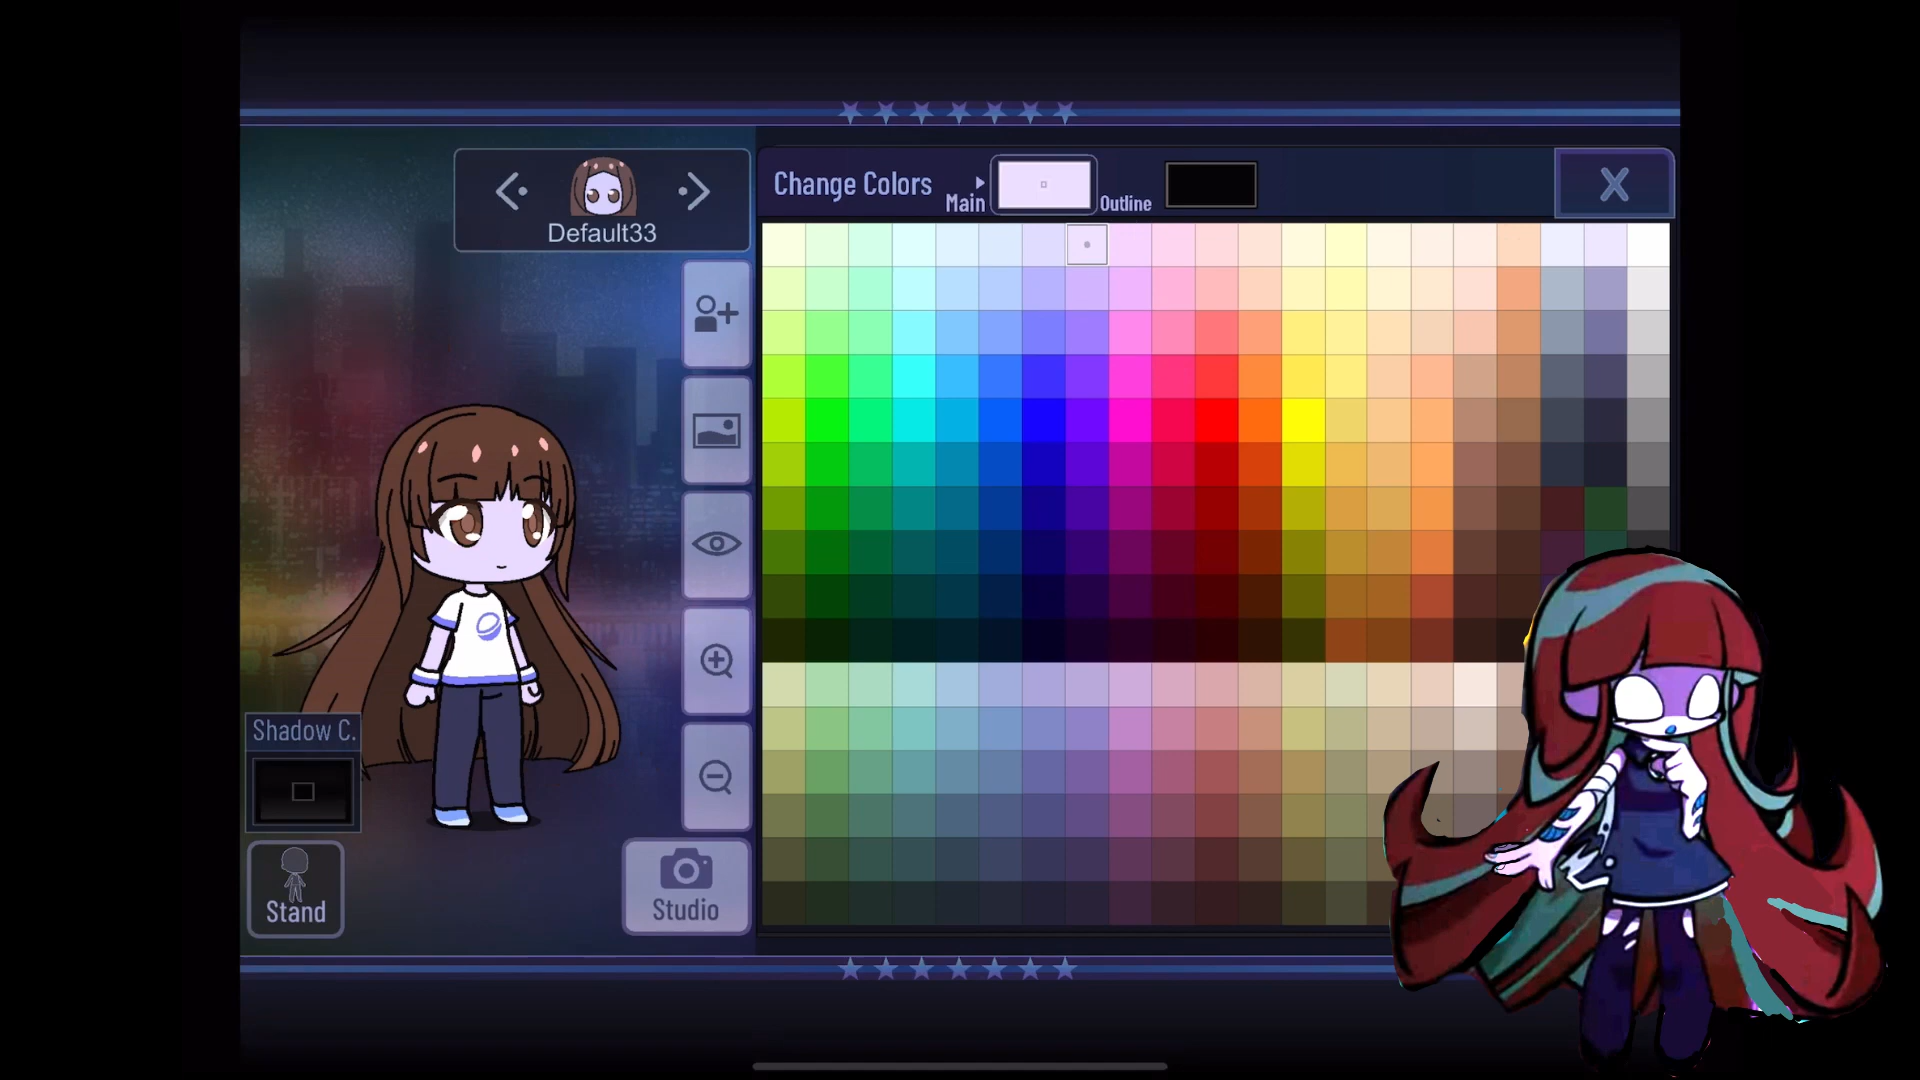 Default33
Change Colors
Main
Outline
X
Shadow C.
Stand
Studio